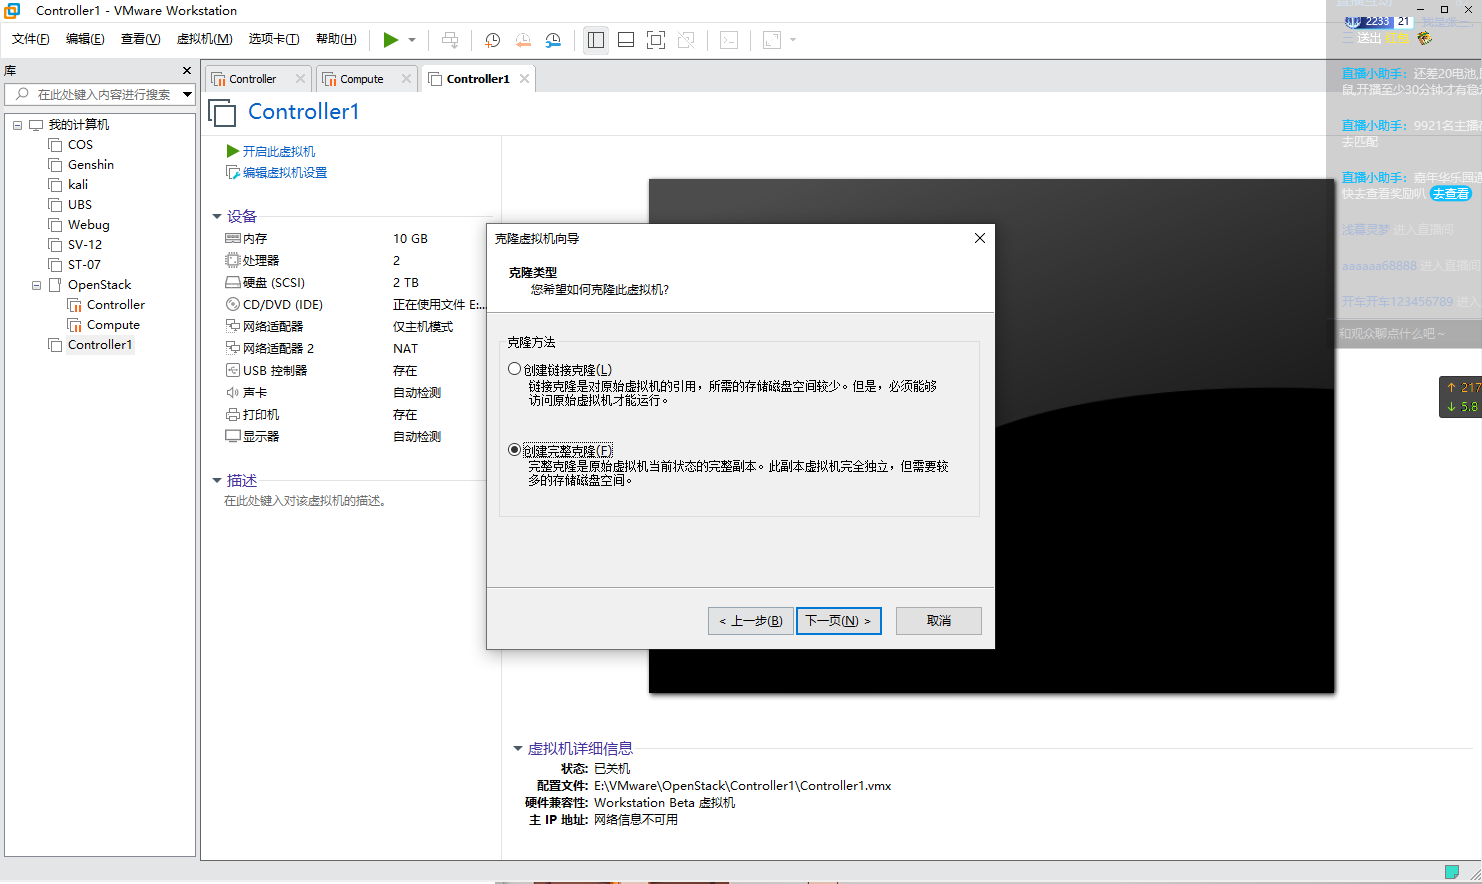 Controller1 - VMware Workstation
文件(F) 编辑(E) 查看(V) 虚拟机(M) 选项卡(T) 帮助(H)
库
在此处键入内容进行搜索
我的计算机
COS
Genshin
kali
UBS
Webug
SV-12
ST-07
OpenStack
Controller
Compute
Controller1
Controller Compute Controller1
Controller1
开启此虚拟机
编辑虚拟机设置
设备
内存 10 GB
处理器 2
硬盘 (SCSI) 2 TB
CD/DVD (IDE) 正在使用文件 E:...
网络适配器 仅主机模式
网络适配器 2 NAT
USB 控制器 存在
声卡 自动检测
打印机 存在
显示器 自动检测
描述
在此处键入对该虚拟机的描述。
克隆虚拟机向导
克隆类型
您希望如何克隆此虚拟机?
克隆方法
创建链接克隆(L)
链接克隆是对原始虚拟机的引用，所需的存储磁盘空间较少。但是，必须能够
访问原始虚拟机才能运行。
创建完整克隆(F)
完整克隆是原始虚拟机当前状态的完整副本。此副本虚拟机完全独立，但需要较
多的存储磁盘空间。
< 上一步(B) 下一页(N) > 取消
虚拟机详细信息
状态: 已关机
配置文件: E:\VMware\OpenStack\Controller1\Controller1.vmx
硬件兼容性: Workstation Beta 虚拟机
主 IP 地址: 网络信息不可用
直播互动
2233 21
三 送出
直播小助手: 还差20电池,
鼠,开播至少30分钟才有稳
直播小助手: 9921名主播
去匹配
直播小助手: 嘉年华乐园
快去查看奖励叭 去查看
浅幕灵梦 进入直播间
aaaaaa68888 进入直播间
开车开车123456789 进入
和观众聊点什么吧~
↑ 217
↓ 5.8